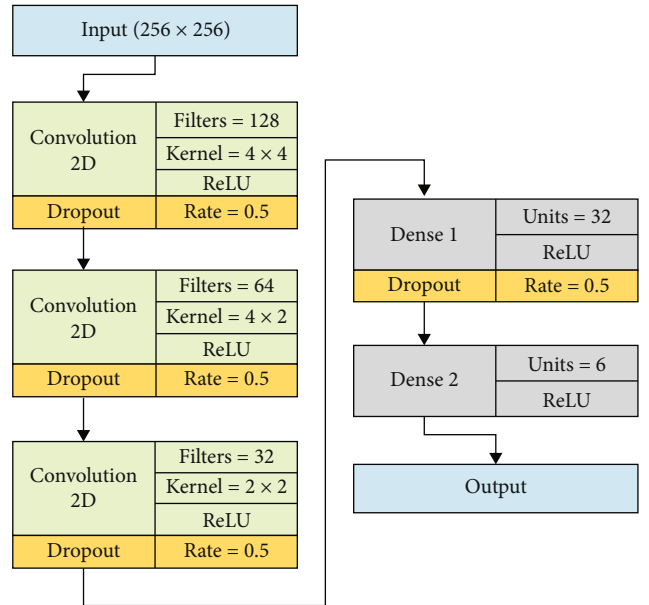 Input (256 × 256)
Convolution
2D
Filters = 128
Kernel = 4 × 4
ReLU
Dropout
Rate = 0.5
Convolution
2D
Filters = 64
Kernel = 4 × 2
ReLU
Dropout
Rate = 0.5
Convolution
2D
Filters = 32
Kernel = 2 × 2
ReLU
Dropout
Rate = 0.5
Dense 1
Units = 32
ReLU
Dropout
Rate = 0.5
Dense 2
Units = 6
ReLU
Output